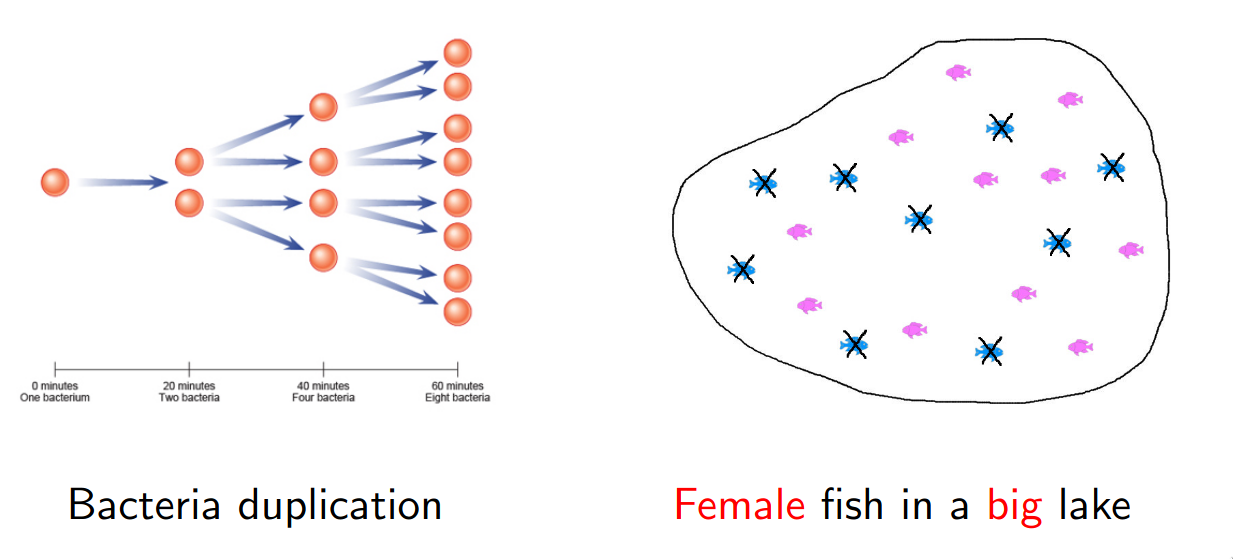 0 minutes
One bacterium
20 minutes
Two bacteria
40 minutes
Four bacteria
60 minutes
Eight bacteria
Bacteria duplication
Female fish in a big lake